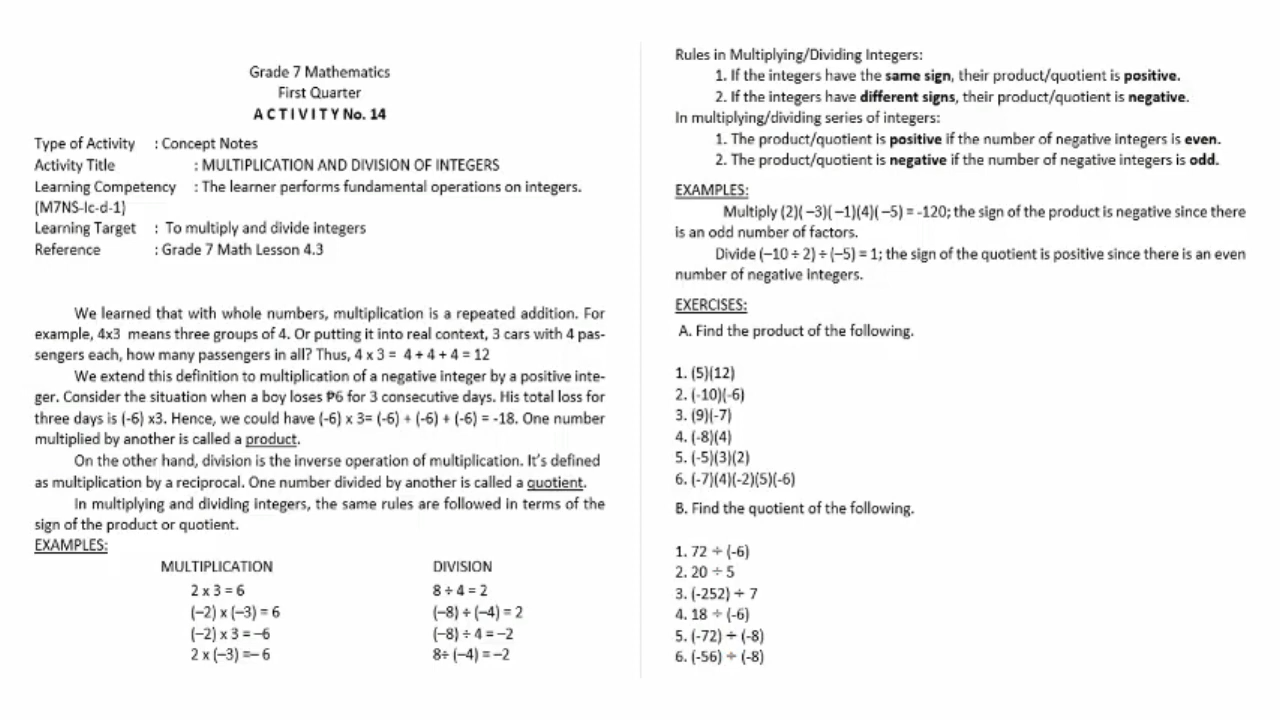 Grade 7 Mathematics
First Quarter
A C T I V I T Y No. 14
Type of Activity : Concept Notes
Activity Title : MULTIPLICATION AND DIVISION OF INTEGERS
Learning Competency : The learner performs fundamental operations on integers.
(M7NS-Ic-d-1)
Learning Target : To multiply and divide integers
Reference : Grade 7 Math Lesson 4.3
We learned that with whole numbers, multiplication is a repeated addition. For
example, 4x3 means three groups of 4. Or putting it into real context, 3 cars with 4 pas-
sengers each, how many passengers in all? Thus, 4 x 3 = 4 + 4 + 4 = 12
We extend this definition to multiplication of a negative integer by a positive inte-
ger. Consider the situation when a boy loses ₱6 for 3 consecutive days. His total loss for
three days is (-6) x3. Hence, we could have (-6) x 3= (-6) + (-6) + (-6) = -18. One number
multiplied by another is called a product.
On the other hand, division is the inverse operation of multiplication. It's defined
as multiplication by a reciprocal. One number divided by another is called a quotient.
In multiplying and dividing integers, the same rules are followed in terms of the
sign of the product or quotient.
EXAMPLES:
MULTIPLICATION DIVISION
2 x 3 = 6 8 ÷ 4 = 2
(−2) x (−3) = 6 (−8) ÷ (−4) = 2
(−2) x 3 = −6 (−8) ÷ 4 = −2
2 x (−3) =− 6 8÷ (−4) = −2
Rules in Multiplying/Dividing Integers:
1. If the integers have the same sign, their product/quotient is positive.
2. If the integers have different signs, their product/quotient is negative.
In multiplying/dividing series of integers:
1. The product/quotient is positive if the number of negative integers is even.
2. The product/quotient is negative if the number of negative integers is odd.
EXAMPLES:
Multiply (2)( −3)( −1)(4)( −5) = -120; the sign of the product is negative since there
is an odd number of factors.
Divide (−10 ÷ 2) ÷ (−5) = 1; the sign of the quotient is positive since there is an even
number of negative integers.
EXERCISES:
A. Find the product of the following.
1. (5)(12)
2. (-10)(-6)
3. (9)(-7)
4. (-8)(4)
5. (-5)(3)(2)
6. (-7)(4)(-2)(5)(-6)
B. Find the quotient of the following.
1. 72 ÷ (-6)
2. 20 ÷ 5
3. (-252) ÷ 7
4. 18 ÷ (-6)
5. (-72) ÷ (-8)
6. (-56) ÷ (-8)